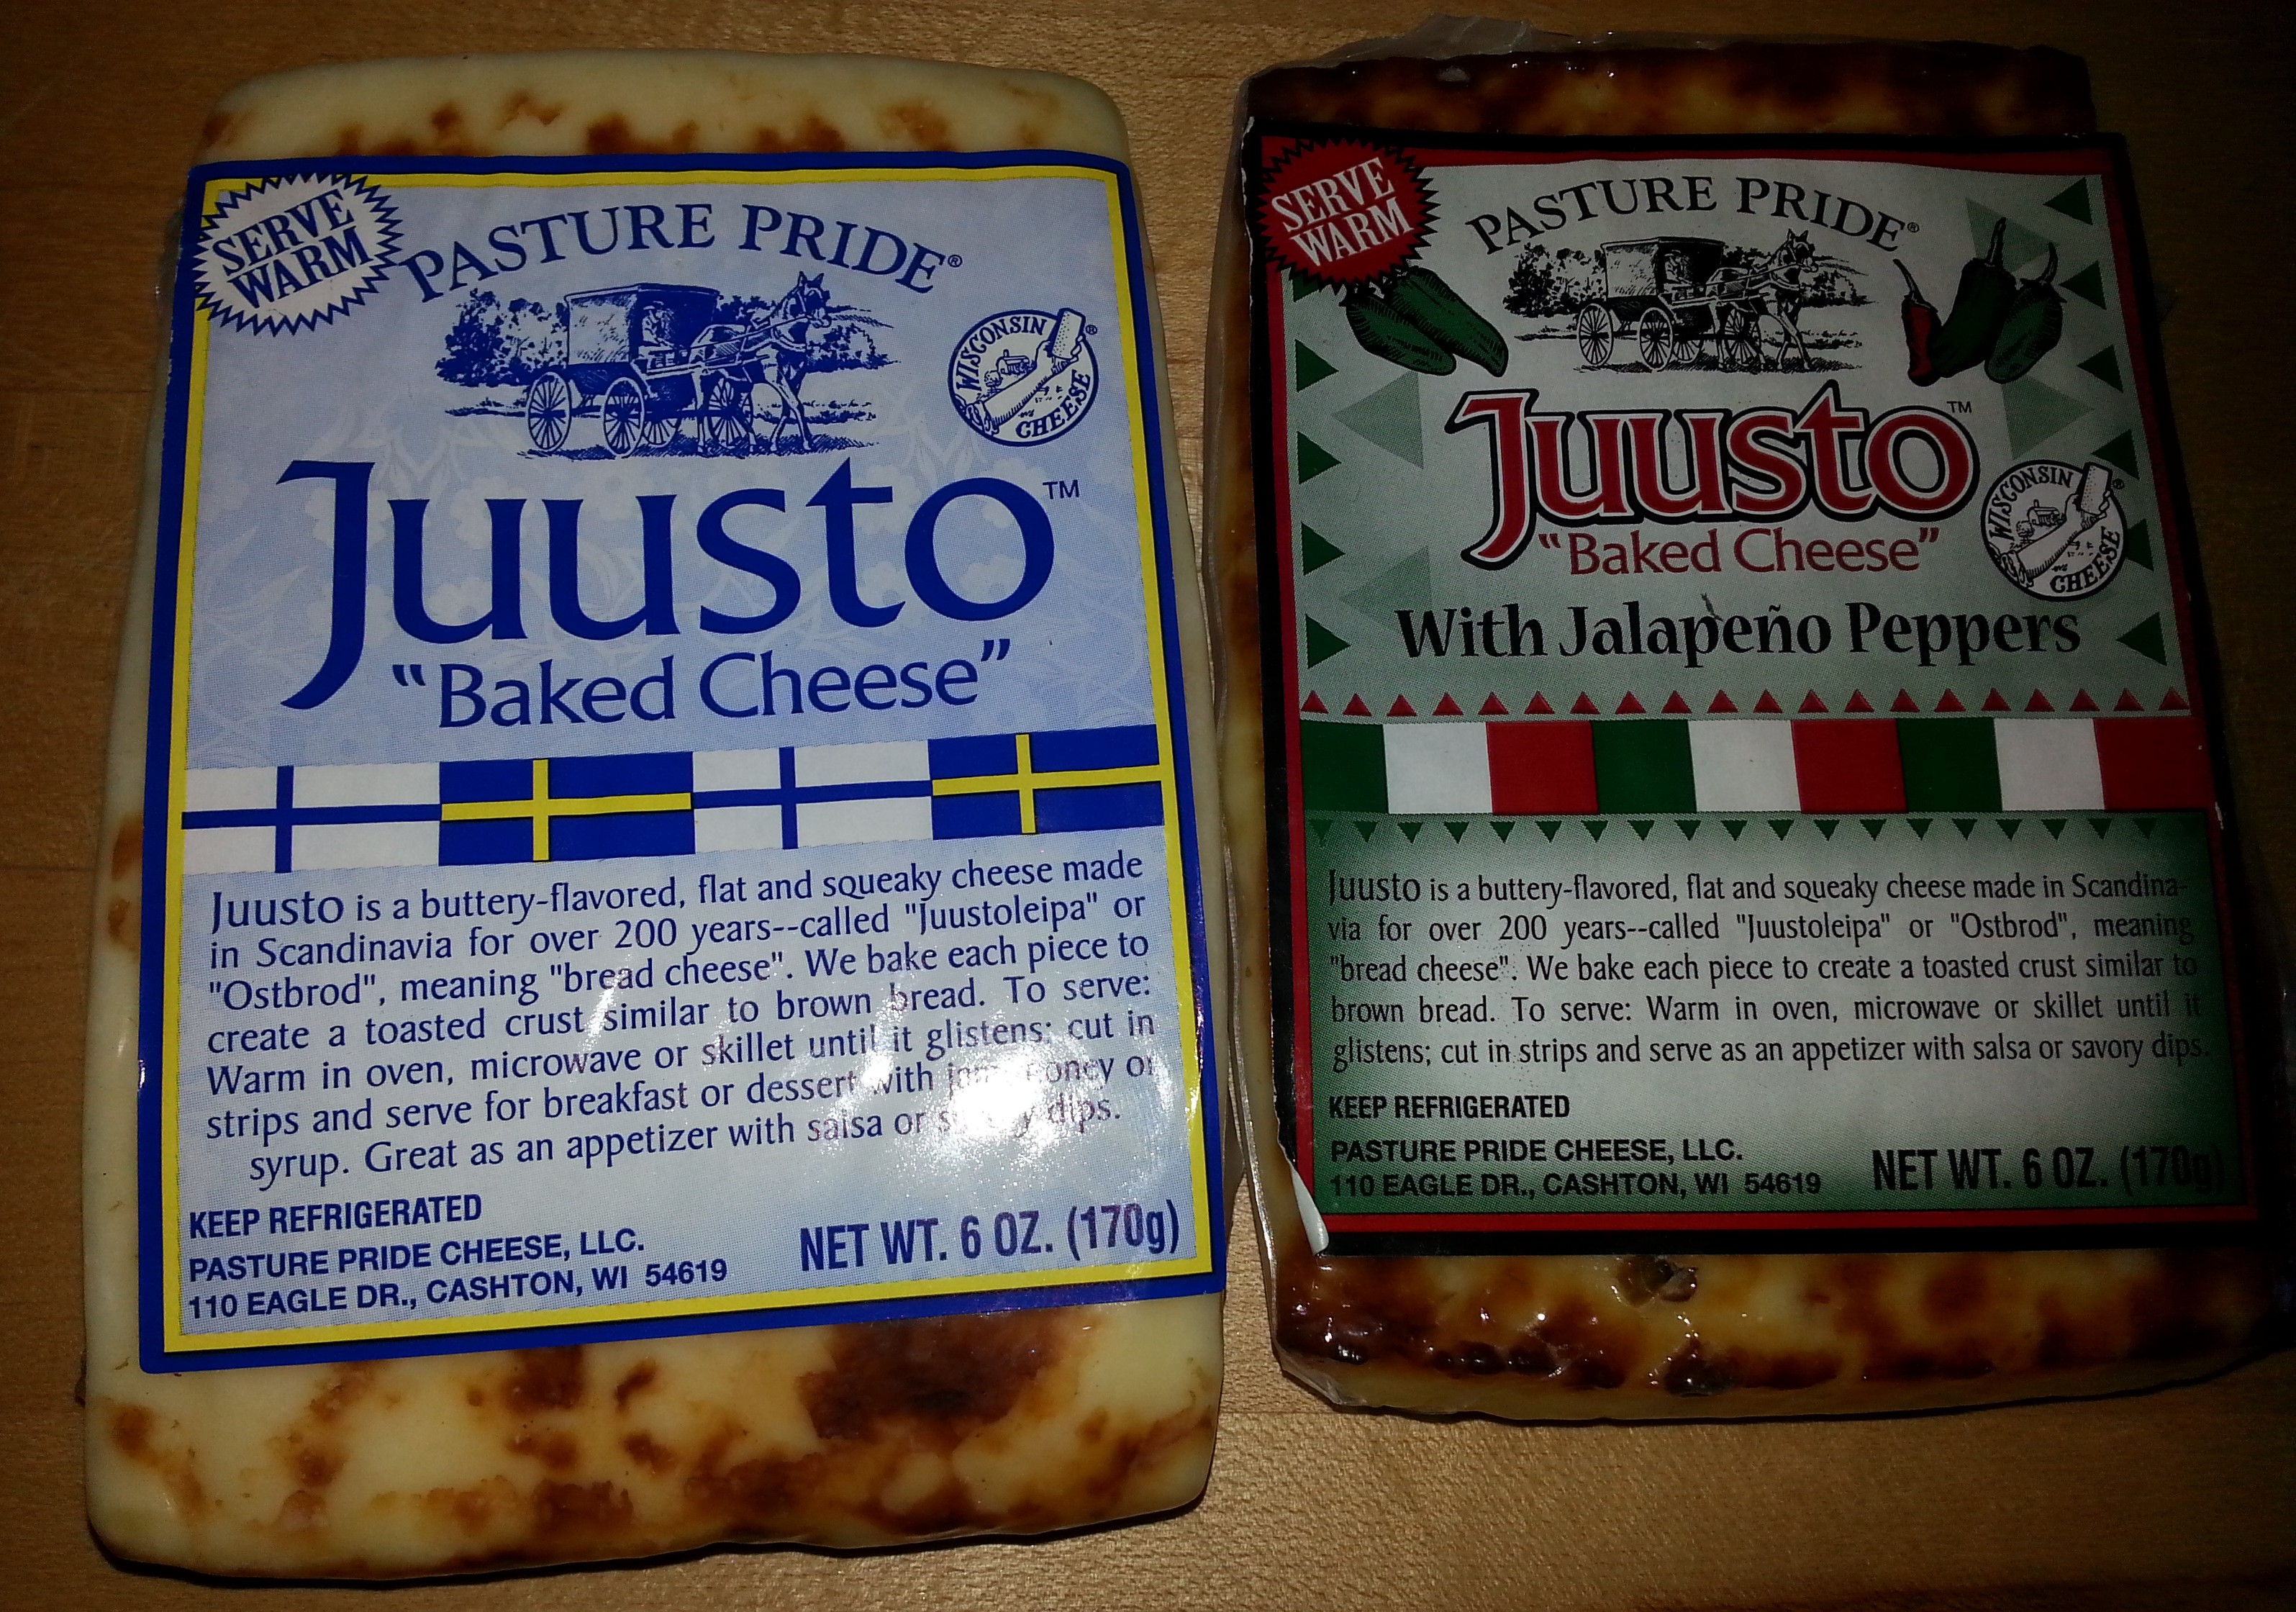 SERVE
WARM
PASTURE PRIDE®
WISCONSIN
CHEESE
®
Juusto™
"Baked Cheese"
Juusto is a buttery-flavored, flat and squeaky cheese made
in Scandinavia for over 200 years--called "Juustoleipa" or
"Ostbrod", meaning "bread cheese". We bake each piece to
create a toasted crust similar to brown bread. To serve:
Warm in oven, microwave or skillet until it glistens; cut in
strips and serve for breakfast or dessert with or
syrup. Great as an appetizer with salsa or dips.
KEEP REFRIGERATED
PASTURE PRIDE CHEESE, LLC.
110 EAGLE DR., CASHTON, WI 54619
NET WT. 6 OZ. (170g)
SERVE
WARM
PASTURE PRIDE®
Juusto™
"Baked Cheese"
WISCONSIN
CHEESE
®
With Jalapeño Peppers
Juusto is a buttery-flavored, flat and squeaky cheese made in Scandina-
via for over 200 years--called "Juustoleipa" or "Ostbrod", meaning
"bread cheese". We bake each piece to create a toasted crust similar to
brown bread. To serve: Warm in oven, microwave or skillet until it
glistens; cut in strips and serve as an appetizer with salsa or savory dips.
KEEP REFRIGERATED
PASTURE PRIDE CHEESE, LLC.
110 EAGLE DR., CASHTON, WI 54619
NET WT. 6 OZ. (170g)